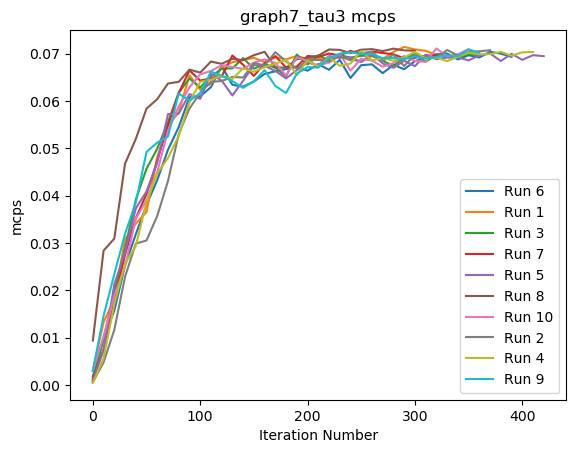 graph7_tau3 mcps
mcps
0.07
0.06
0.05
0.04
0.03
0.02
0.01
0.00
0
100
200
300
400
Iteration Number
Run 6
Run 1
Run 3
Run 7
Run 5
Run 8
Run 10
Run 2
Run 4
Run 9